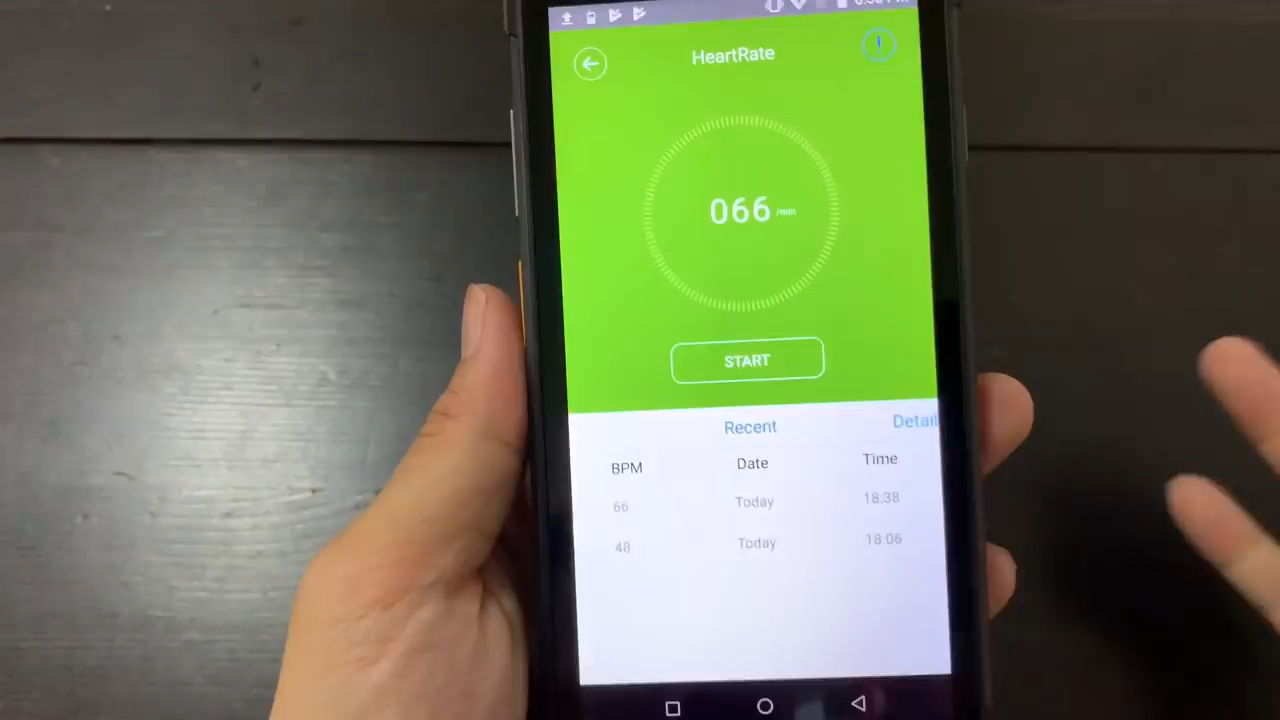 HeartRate
066 /min
START
Recent Detail
BPM Date Time
66 Today 18:38
48 Today 18:06